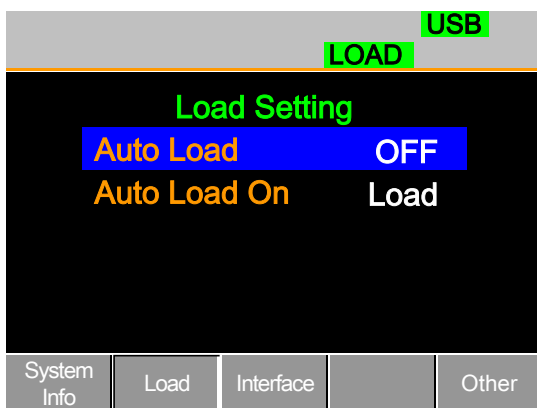 USB
LOAD
Load Setting
Auto Load OFF
Auto Load On Load
System
Info
Load
Interface
Other